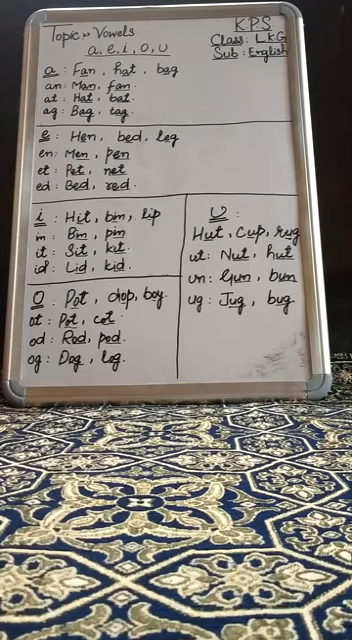 Topic :- Vowels
a, e, i, o, u
K.P.S
Class: L.K.G
Sub: English
a : Fan, hat, bag
an: Man, fan.
at : Hat, bat.
ag: Bag, tag.
e : Hen, bed, leg
en: Men, pen
et : Pet, net
ed : Bed, red.
i : Hit, bin, lip
in : Bin, pin
it : Sit, kit.
id : Lid, kid.
O : Pot, chop, boy.
ot : Pot, cot
od : Rod, pod.
og : Dog, log.
U :
Hut, Cup, rug
ut : Nut, hut
un : Gun, bun
ug : Jug, bug